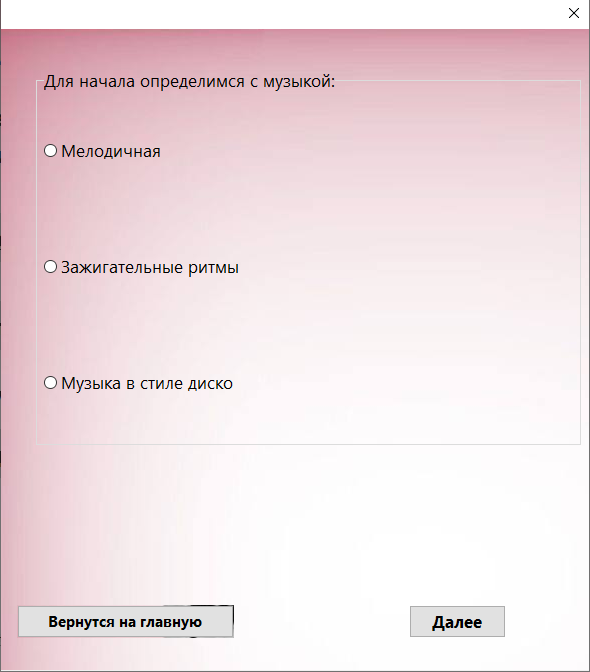 Для начала определимся с музыкой:
Мелодичная
Зажигательные ритмы
Музыка в стиле диско
Вернутся на главную
Далее